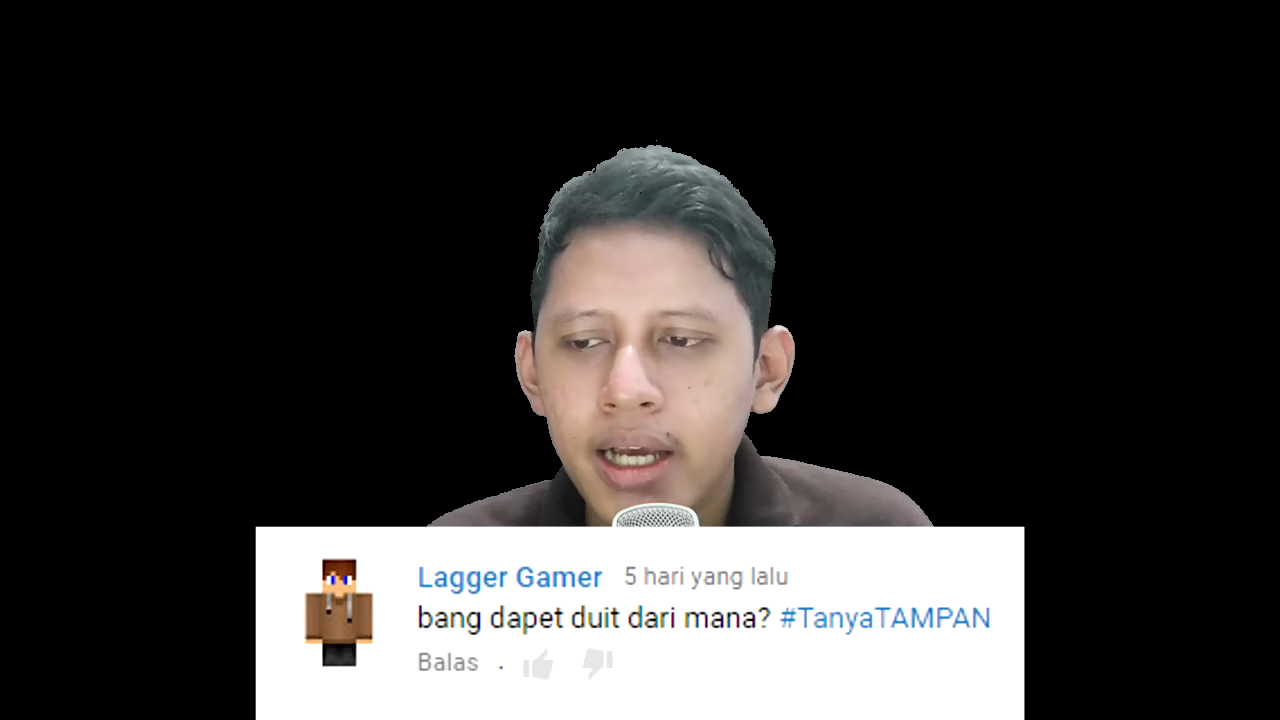 Lagger Gamer 5 hari yang lalu
bang dapet duit dari mana? #TanyaTAMPAN
Balas ·